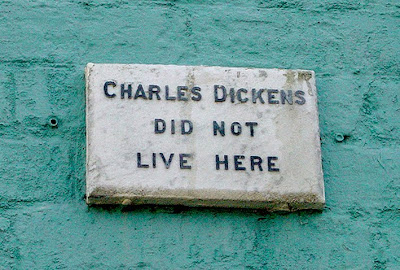 CHARLES DICKENS
DID NOT
LIVE HERE